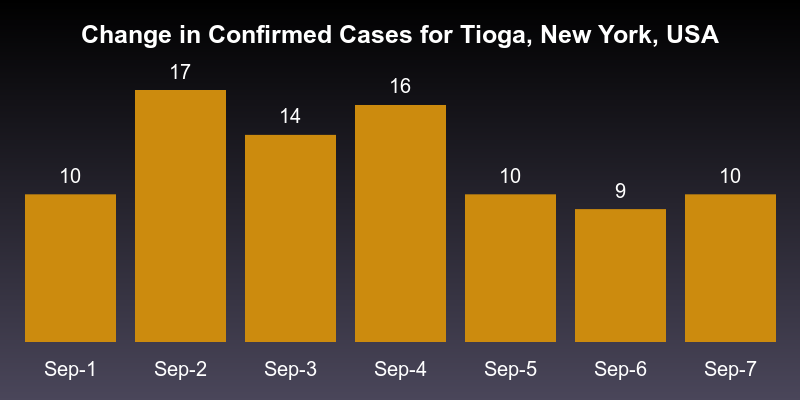 Change in Confirmed Cases for Tioga, New York, USA
10 17 14 16 10 9 10
Sep-1 Sep-2 Sep-3 Sep-4 Sep-5 Sep-6 Sep-7